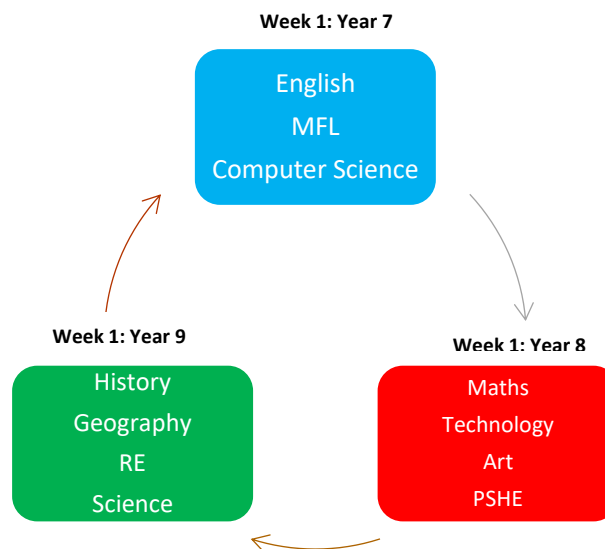 Week 1: Year 7
English
MFL
Computer Science
Week 1: Year 9
History
Geography
RE
Science
Week 1: Year 8
Maths
Technology
Art
PSHE